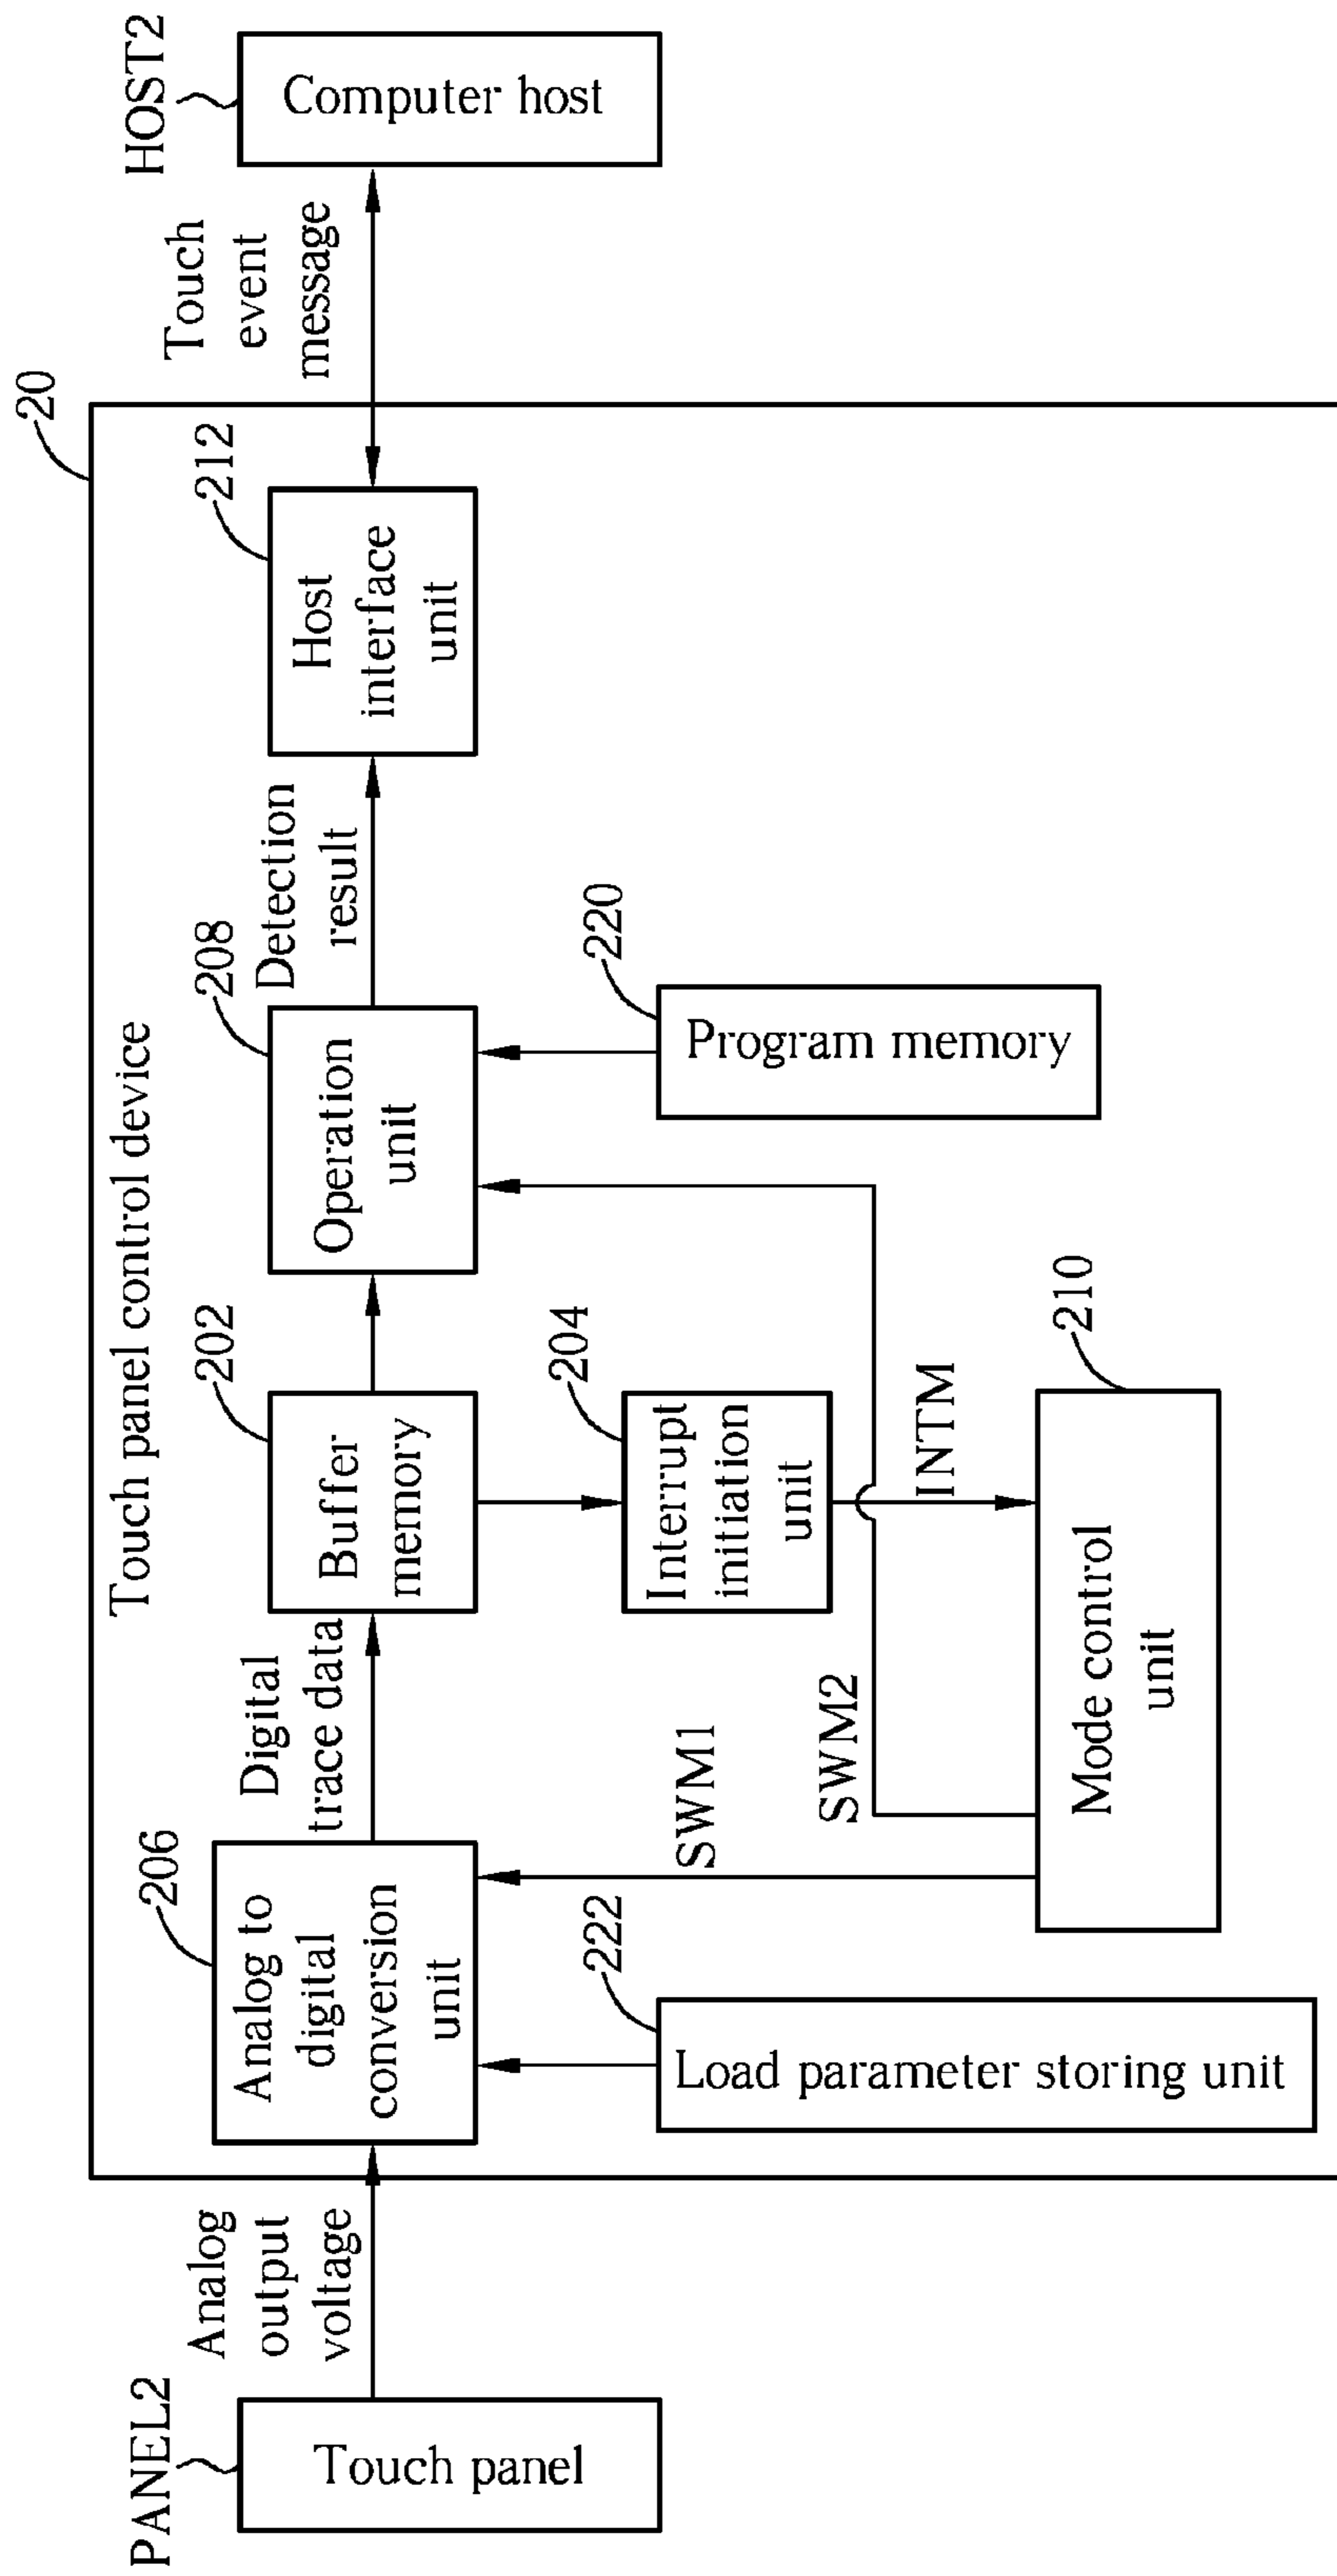 20
Touch panel control device
PANEL2
Touch panel
Analog
output
voltage
206
Analog to
digital
conversion
unit
Digital
trace data
202
Buffer
memory
208
Operation
unit
Detection
result
212
Host
interface
unit
Touch
event
message
HOST2
Computer host
222
Load parameter storing unit
SWM1
SWM2
204
Interrupt
initiation
unit
INTM
210
Mode control
unit
220
Program memory